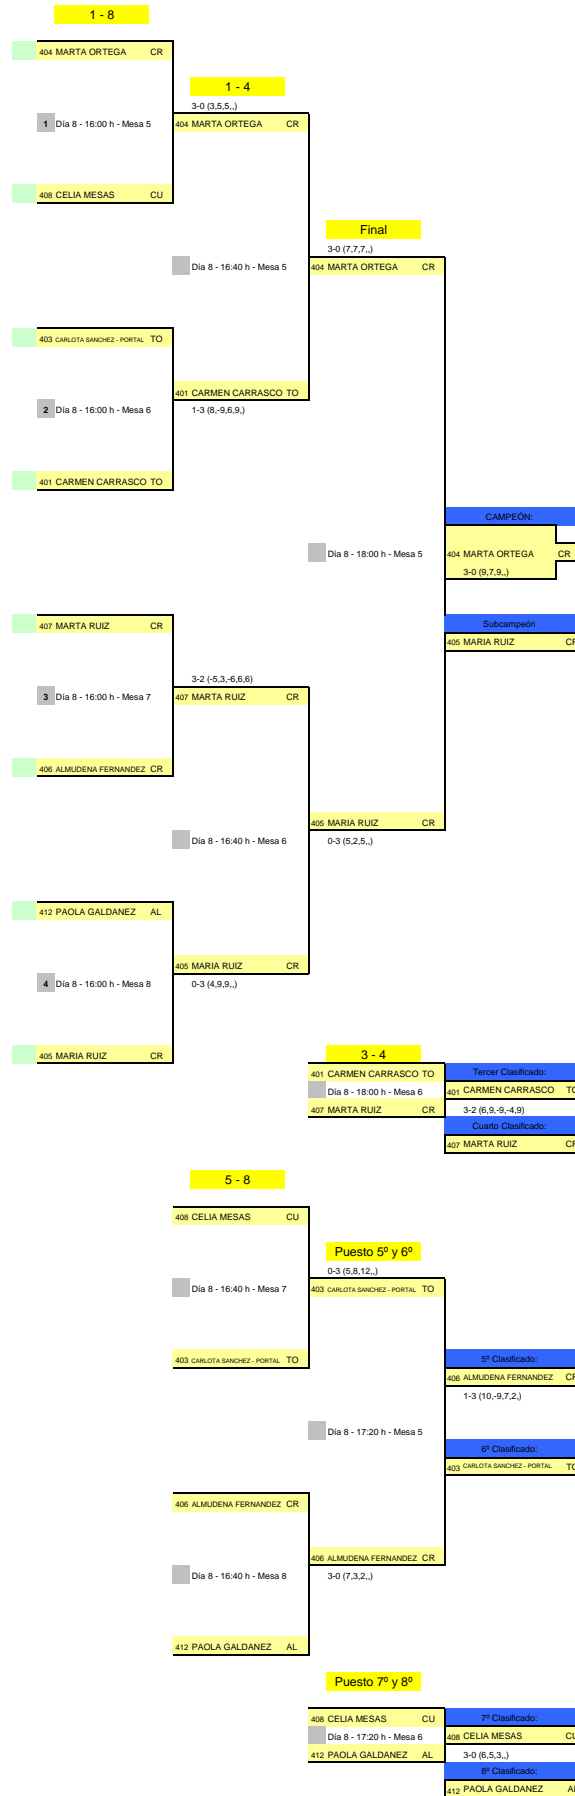 1 - 8
404 MARTA ORTEGA CR
1 - 4
3-0 (3,5,5,,)
1 Día 8 - 16:00 h - Mesa 5
404 MARTA ORTEGA CR
408 CELIA MESAS CU
Final
3-0 (7,7,7,,)
Día 8 - 16:40 h - Mesa 5
404 MARTA ORTEGA CR
403 CARLOTA SANCHEZ - PORTAL TO
401 CARMEN CARRASCO TO
2 Día 8 - 16:00 h - Mesa 6
1-3 (8,-9,6,9,)
401 CARMEN CARRASCO TO
CAMPEÓN:
Día 8 - 18:00 h - Mesa 5
404 MARTA ORTEGA CR
3-0 (9,7,9,,)
407 MARTA RUIZ CR
Subcampeón
405 MARIA RUIZ CR
3-2 (-5,3,-6,6,6)
3 Día 8 - 16:00 h - Mesa 7
407 MARTA RUIZ CR
406 ALMUDENA FERNANDEZ CR
405 MARIA RUIZ CR
Día 8 - 16:40 h - Mesa 6
0-3 (5,2,5,,)
412 PAOLA GALDANEZ AL
405 MARIA RUIZ CR
4 Día 8 - 16:00 h - Mesa 8
0-3 (4,9,9,,)
405 MARIA RUIZ CR
3 - 4
401 CARMEN CARRASCO TO
Tercer Clasificado:
Día 8 - 18:00 h - Mesa 6
401 CARMEN CARRASCO TO
407 MARTA RUIZ CR
3-2 (6,9,-9,-4,9)
Cuarto Clasificado:
407 MARTA RUIZ CR
5 - 8
408 CELIA MESAS CU
Puesto 5º y 6º
0-3 (5,8,12,,)
Día 8 - 16:40 h - Mesa 7
403 CARLOTA SANCHEZ - PORTAL TO
403 CARLOTA SANCHEZ - PORTAL TO
5º Clasificado:
406 ALMUDENA FERNANDEZ CR
1-3 (10,-9,7,2,)
Día 8 - 17:20 h - Mesa 5
6º Clasificado:
403 CARLOTA SANCHEZ - PORTAL TO
406 ALMUDENA FERNANDEZ CR
406 ALMUDENA FERNANDEZ CR
Día 8 - 16:40 h - Mesa 8
3-0 (7,3,2,,)
412 PAOLA GALDANEZ AL
Puesto 7º y 8º
408 CELIA MESAS CU
7º Clasificado:
Día 8 - 17:20 h - Mesa 6
408 CELIA MESAS CU
412 PAOLA GALDANEZ AL
3-0 (6,5,3,,)
8º Clasificado:
412 PAOLA GALDANEZ AL